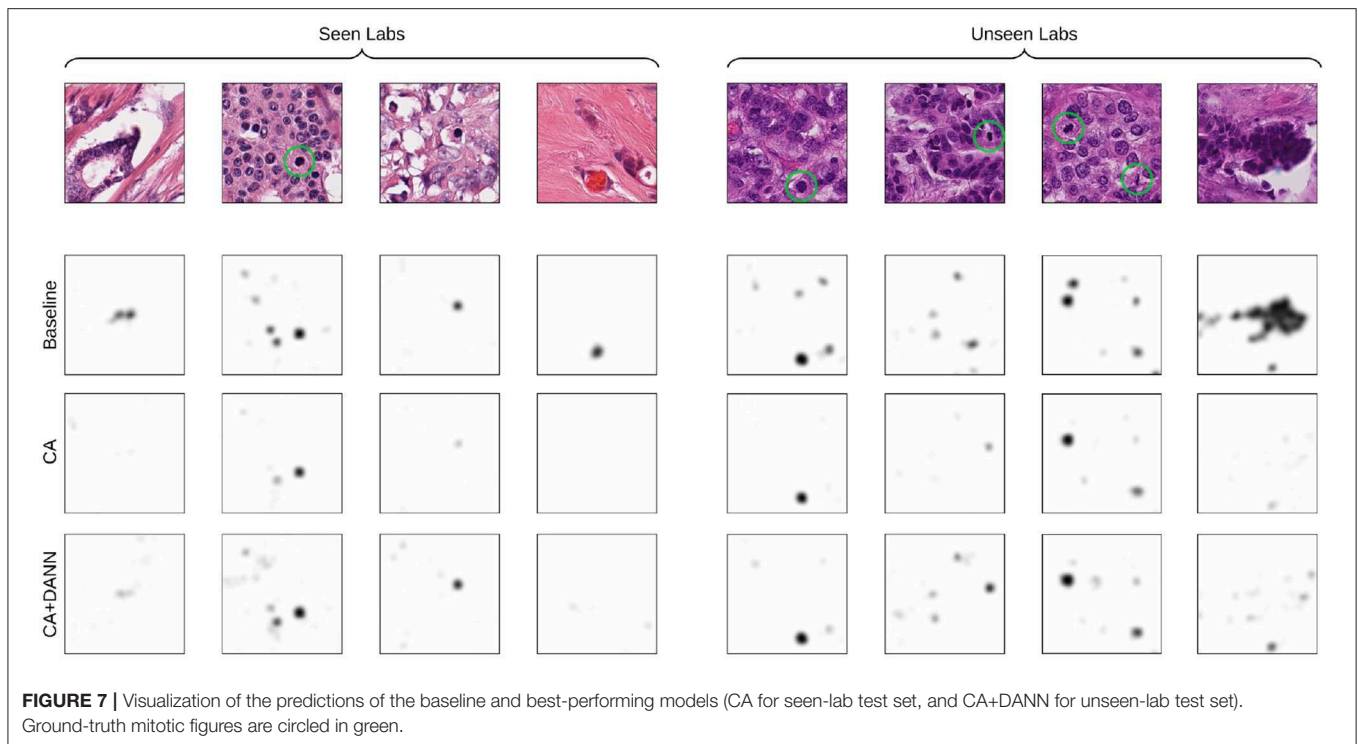 Seen Labs
Unseen Labs
Baseline
CA
CA+DANN
FIGURE 7 | Visualization of the predictions of the baseline and best-performing models (CA for seen-lab test set, and CA+DANN for unseen-lab test set).
Ground-truth mitotic figures are circled in green.